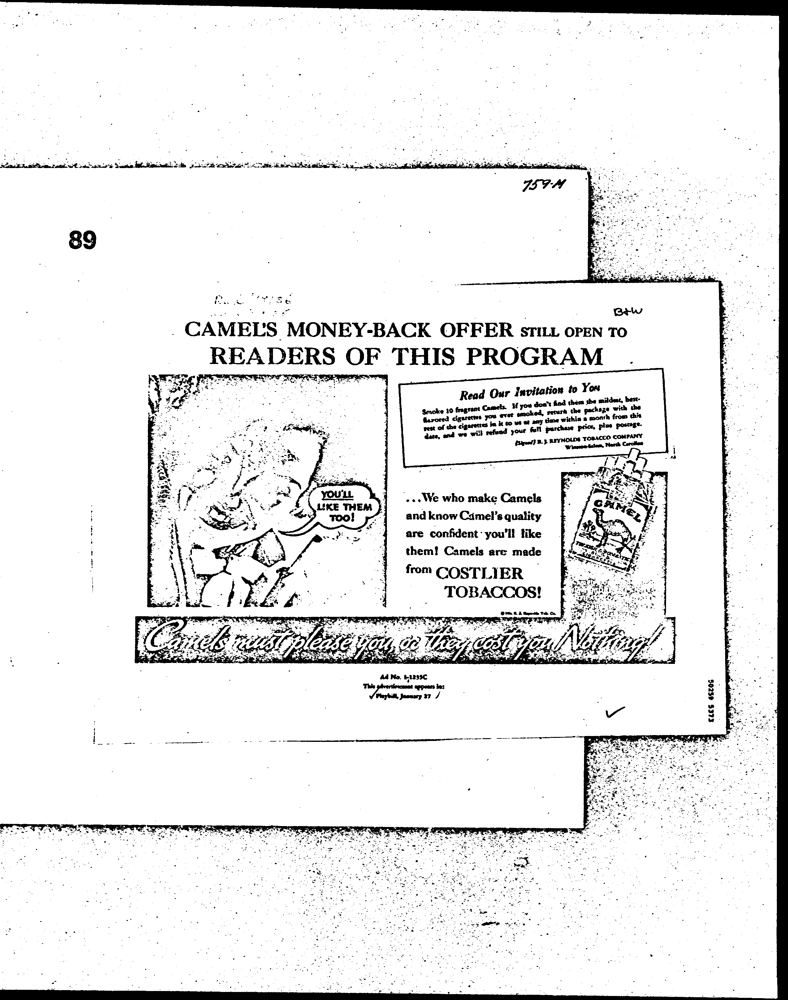 759-M
89
B+W
CAMEL'S MONEY-BACK OFFER STILL OPEN TO
READERS OF THIS PROGRAM
Read Our Invitation to You
Smoke 10 fragrant Camels. If you don't find them the mildest, best-
flavored cigarettes you ever smoked, return the package with the
rest of the cigarettes in it to us at any time within a month from this
date, and we will refund your full purchase price, plus postage.
(Signed) R. J. REYNOLDS TOBACCO COMPANY
Winston-Salem, North Carolina
YOU'LL
LIKE THEM
TOO!
...We who make Camels
and know Camel's quality
are confident you'll like
them! Camels are made
from COSTLIER
TOBACCOS!
CAMEL
R. J. Reynolds Tob. Co.
Camels must please you, or they cost you Nothing!
Ad No.
This advertisement appears in:
Playbill, January 27
50259 5373